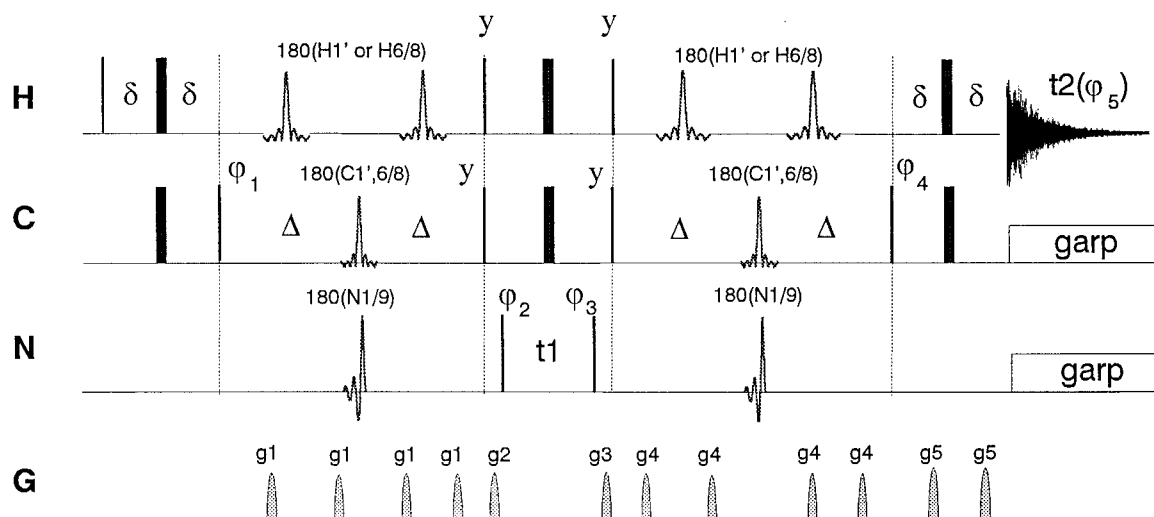 y y
180(H1' or H6/8) 180(H1' or H6/8)
H δ δ δ δ t2(φ5)
φ1 180(C1',6/8) y y 180(C1',6/8) φ4
C Δ Δ Δ Δ garp
180(N1/9) φ2 φ3 180(N1/9)
N t1 garp
g1 g1 g1 g1 g2 g3 g4 g4 g4 g4 g5 g5
G